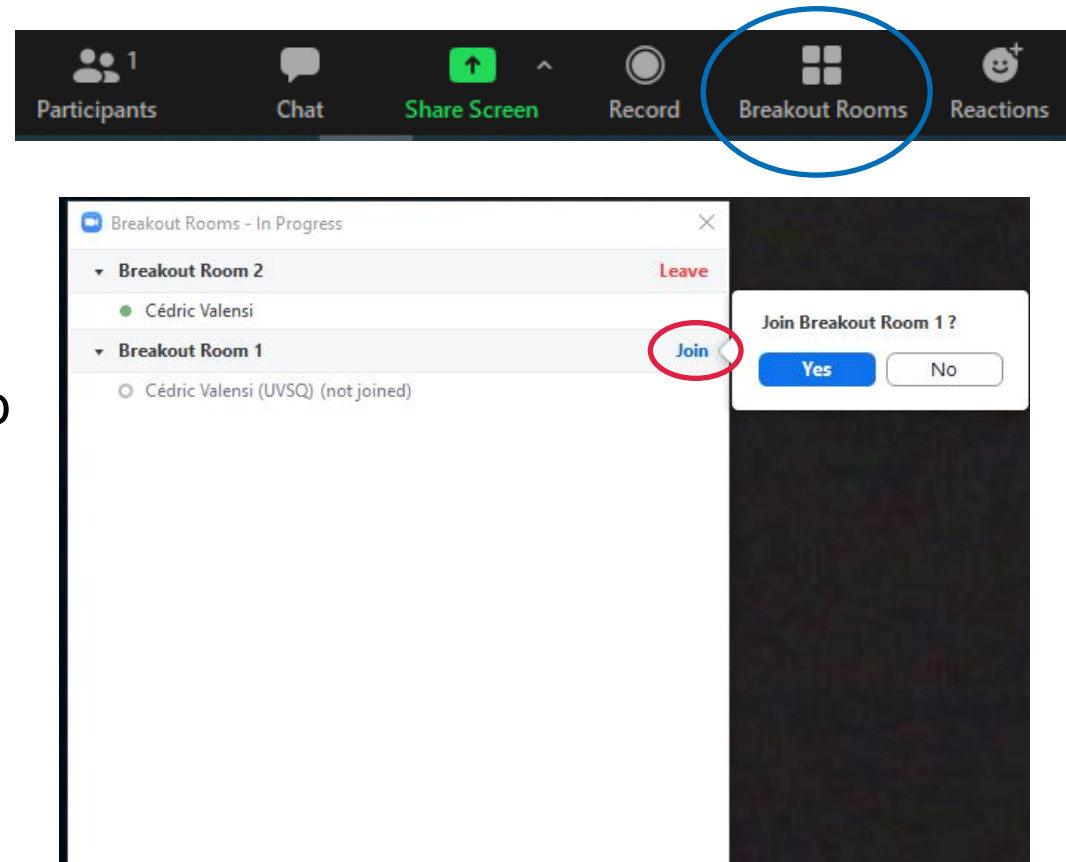 1
Participants
Chat
Share Screen
Record
Breakout Rooms
Reactions
Breakout Rooms - In Progress
Breakout Room 2 Leave
Cédric Valensi
Breakout Room 1 Join
Cédric Valensi (UVSQ) (not joined)
Join Breakout Room 1 ?
Yes No